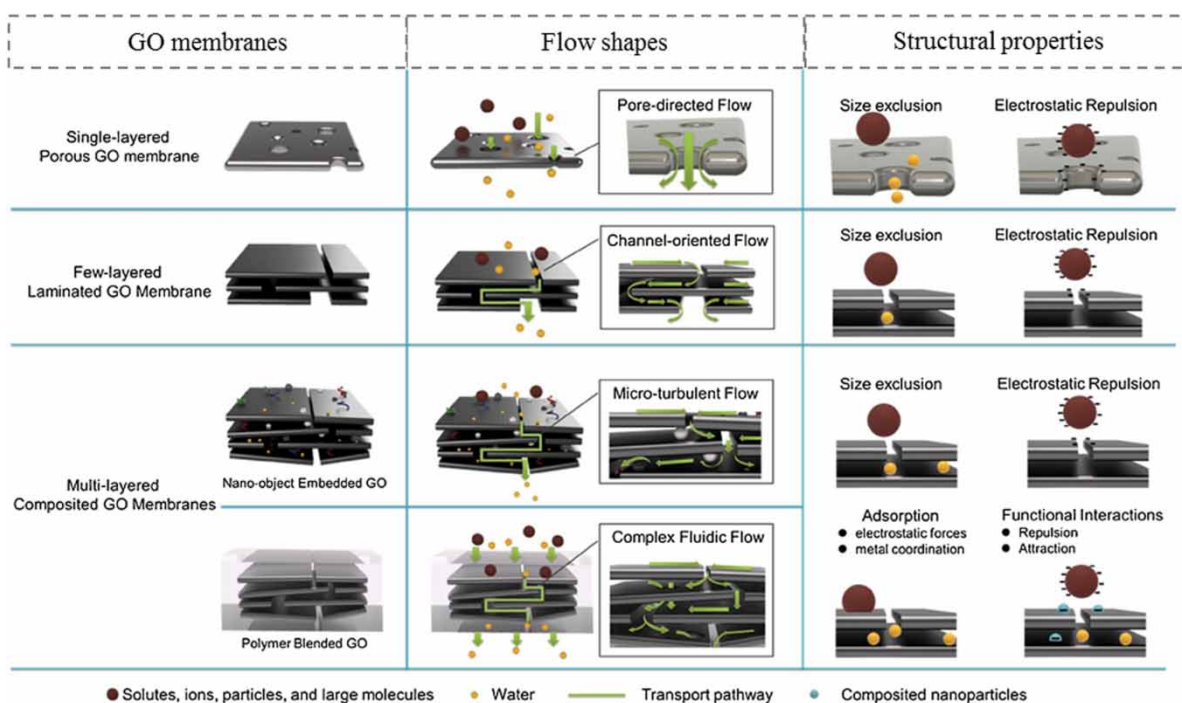 GO membranes
Flow shapes
Structural properties
Single-layered
Porous GO membrane
Pore-directed Flow
Size exclusion
Electrostatic Repulsion
Few-layered
Laminated GO Membrane
Channel-oriented Flow
Size exclusion
Electrostatic Repulsion
Multi-layered
Composited GO Membranes
Nano-object Embedded GO
Micro-turbulent Flow
Size exclusion
Electrostatic Repulsion
Polymer Blended GO
Complex Fluidic Flow
Adsorption
● electrostatic forces
● metal coordination
Functional Interactions
● Repulsion
● Attraction
Solutes, ions, particles, and large molecules
Water
Transport pathway
Composited nanoparticles